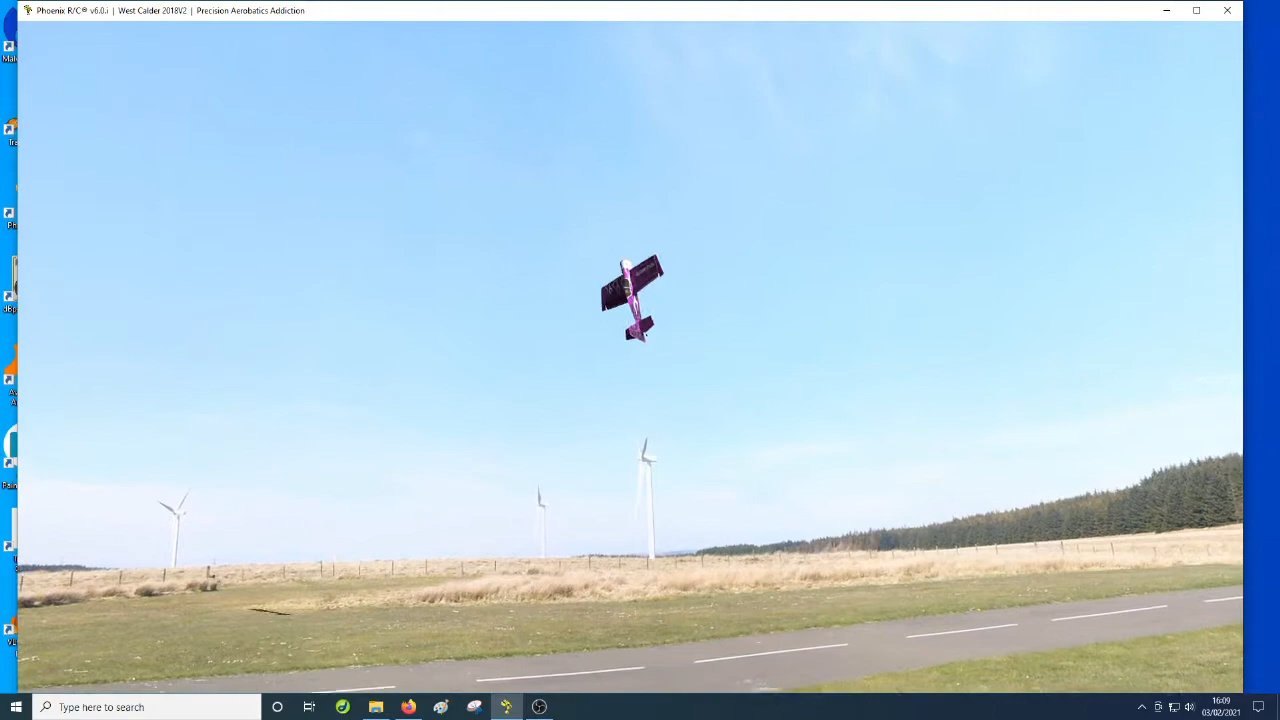 Phoenix R/C® v6.0.i | West Calder 2018V2 | Precision Aerobatics Addiction
Type here to search
16:09
03/02/2021